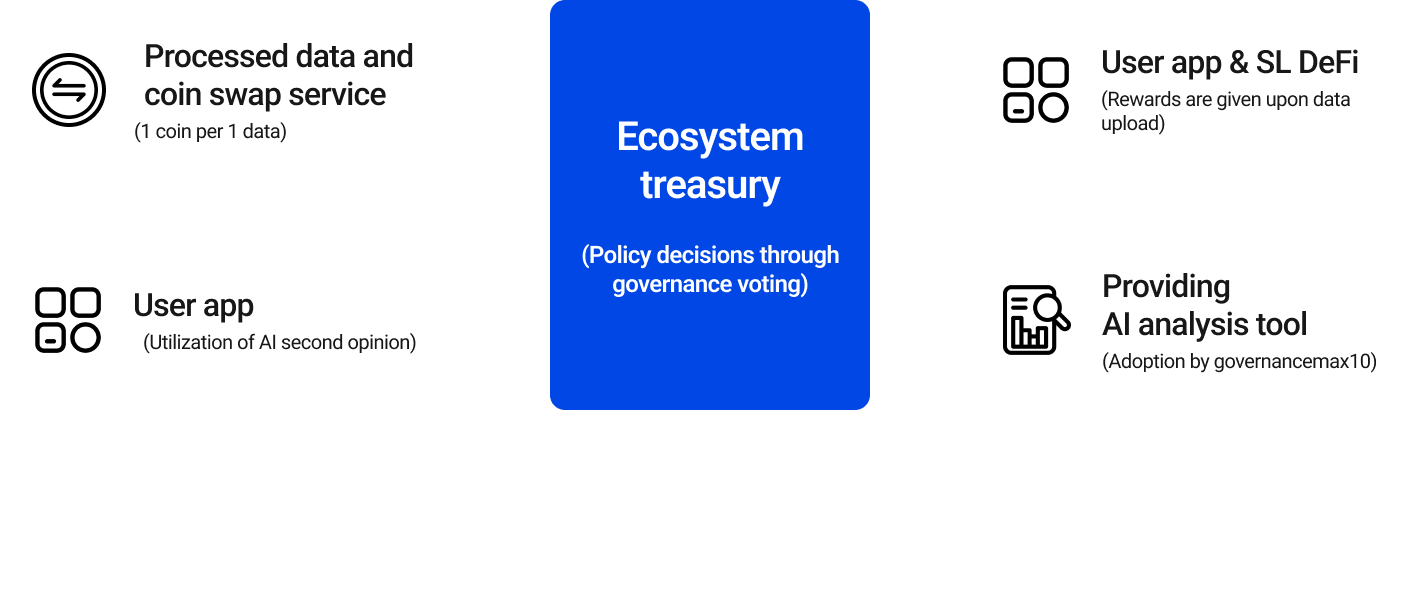 Processed data and
coin swap service
(1 coin per 1 data)
User app
(Utilization of AI second opinion)
Ecosystem
treasury
(Policy decisions through
governance voting)
User app & SL DeFi
(Rewards are given upon data
upload)
Providing
AI analysis tool
(Adoption by governancemax10)